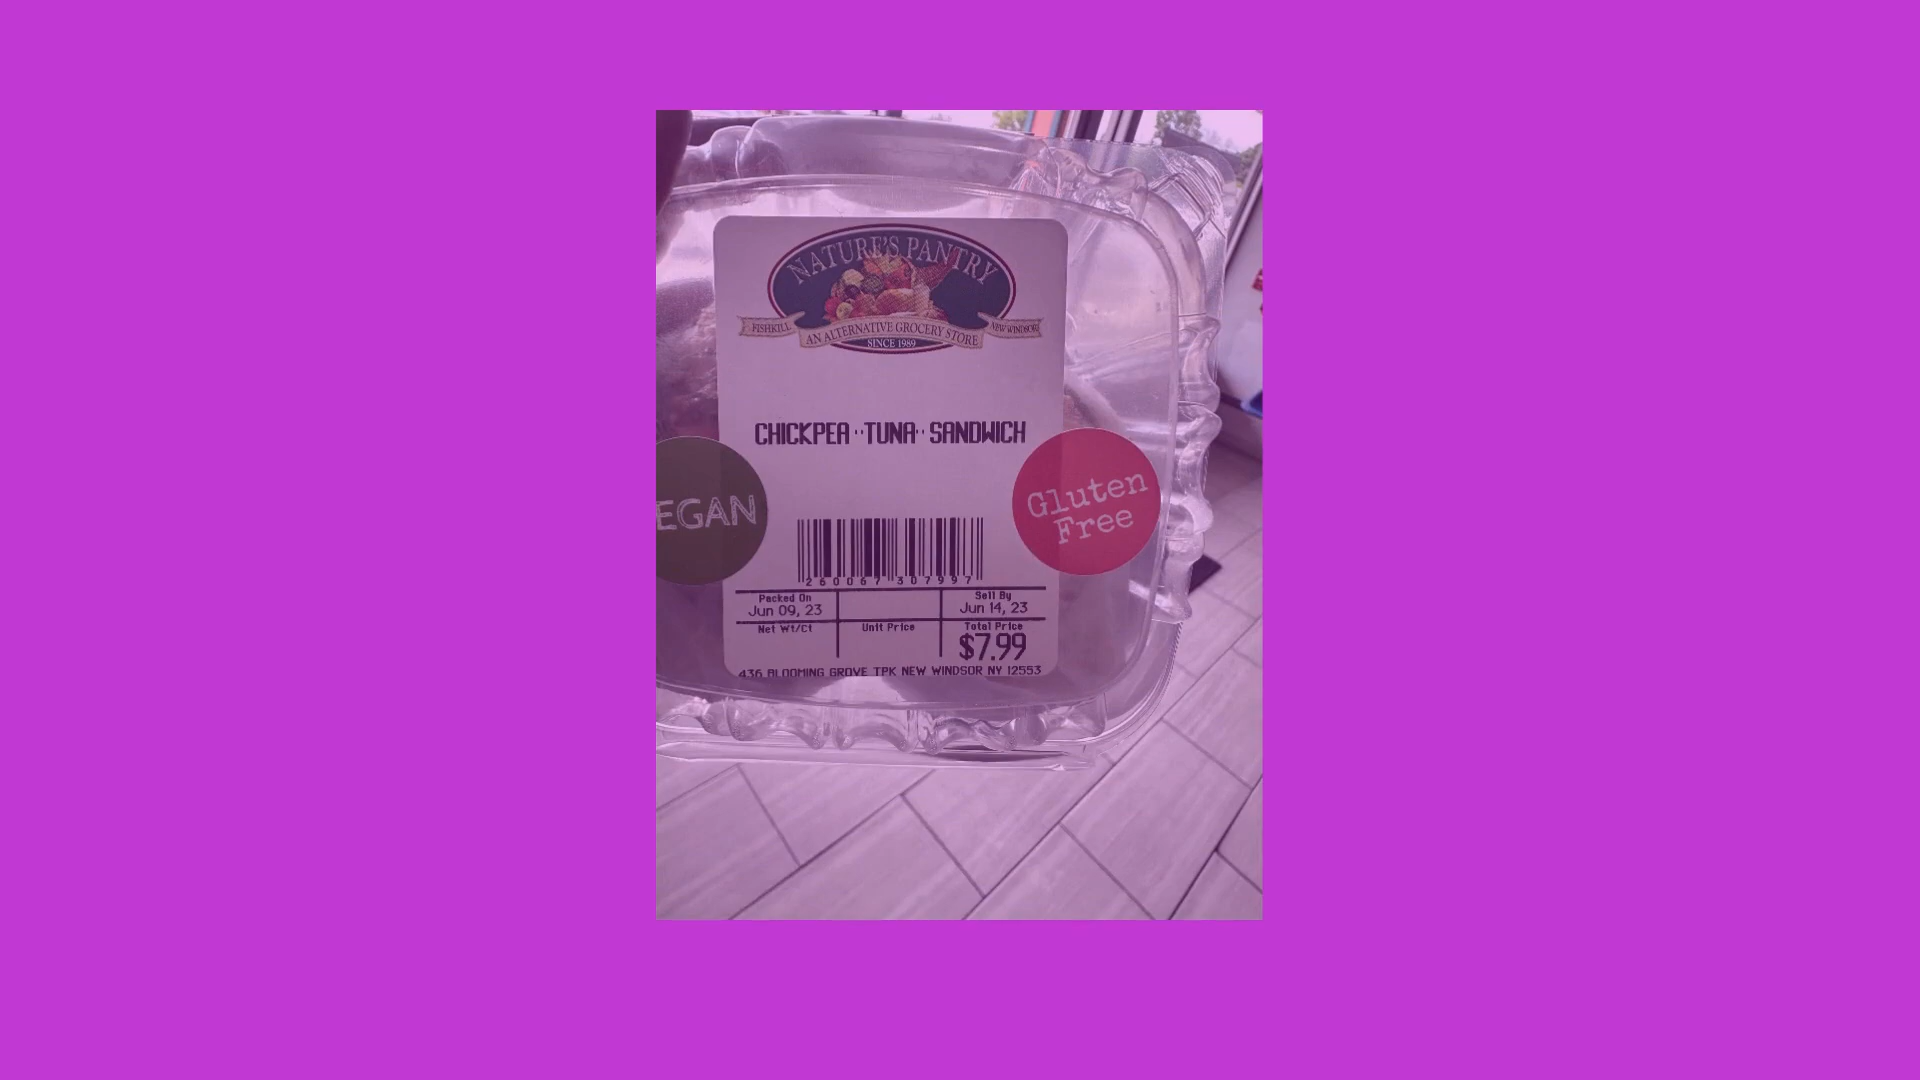 NATURE'S PANTRY
FISHKILL
NEW WINDSOR
AN ALTERNATIVE GROCERY STORE
SINCE 1989
CHICKPEA "TUNA" SANDWICH
EGAN
Gluten
Free
260067 307997
Packed On
Jun 09, 23
Sell By
Jun 14, 23
Net Wt/Ct
Unit Price
Total Price
$7.99
436 BLOOMING GROVE TPK NEW WINDSOR NY 12553